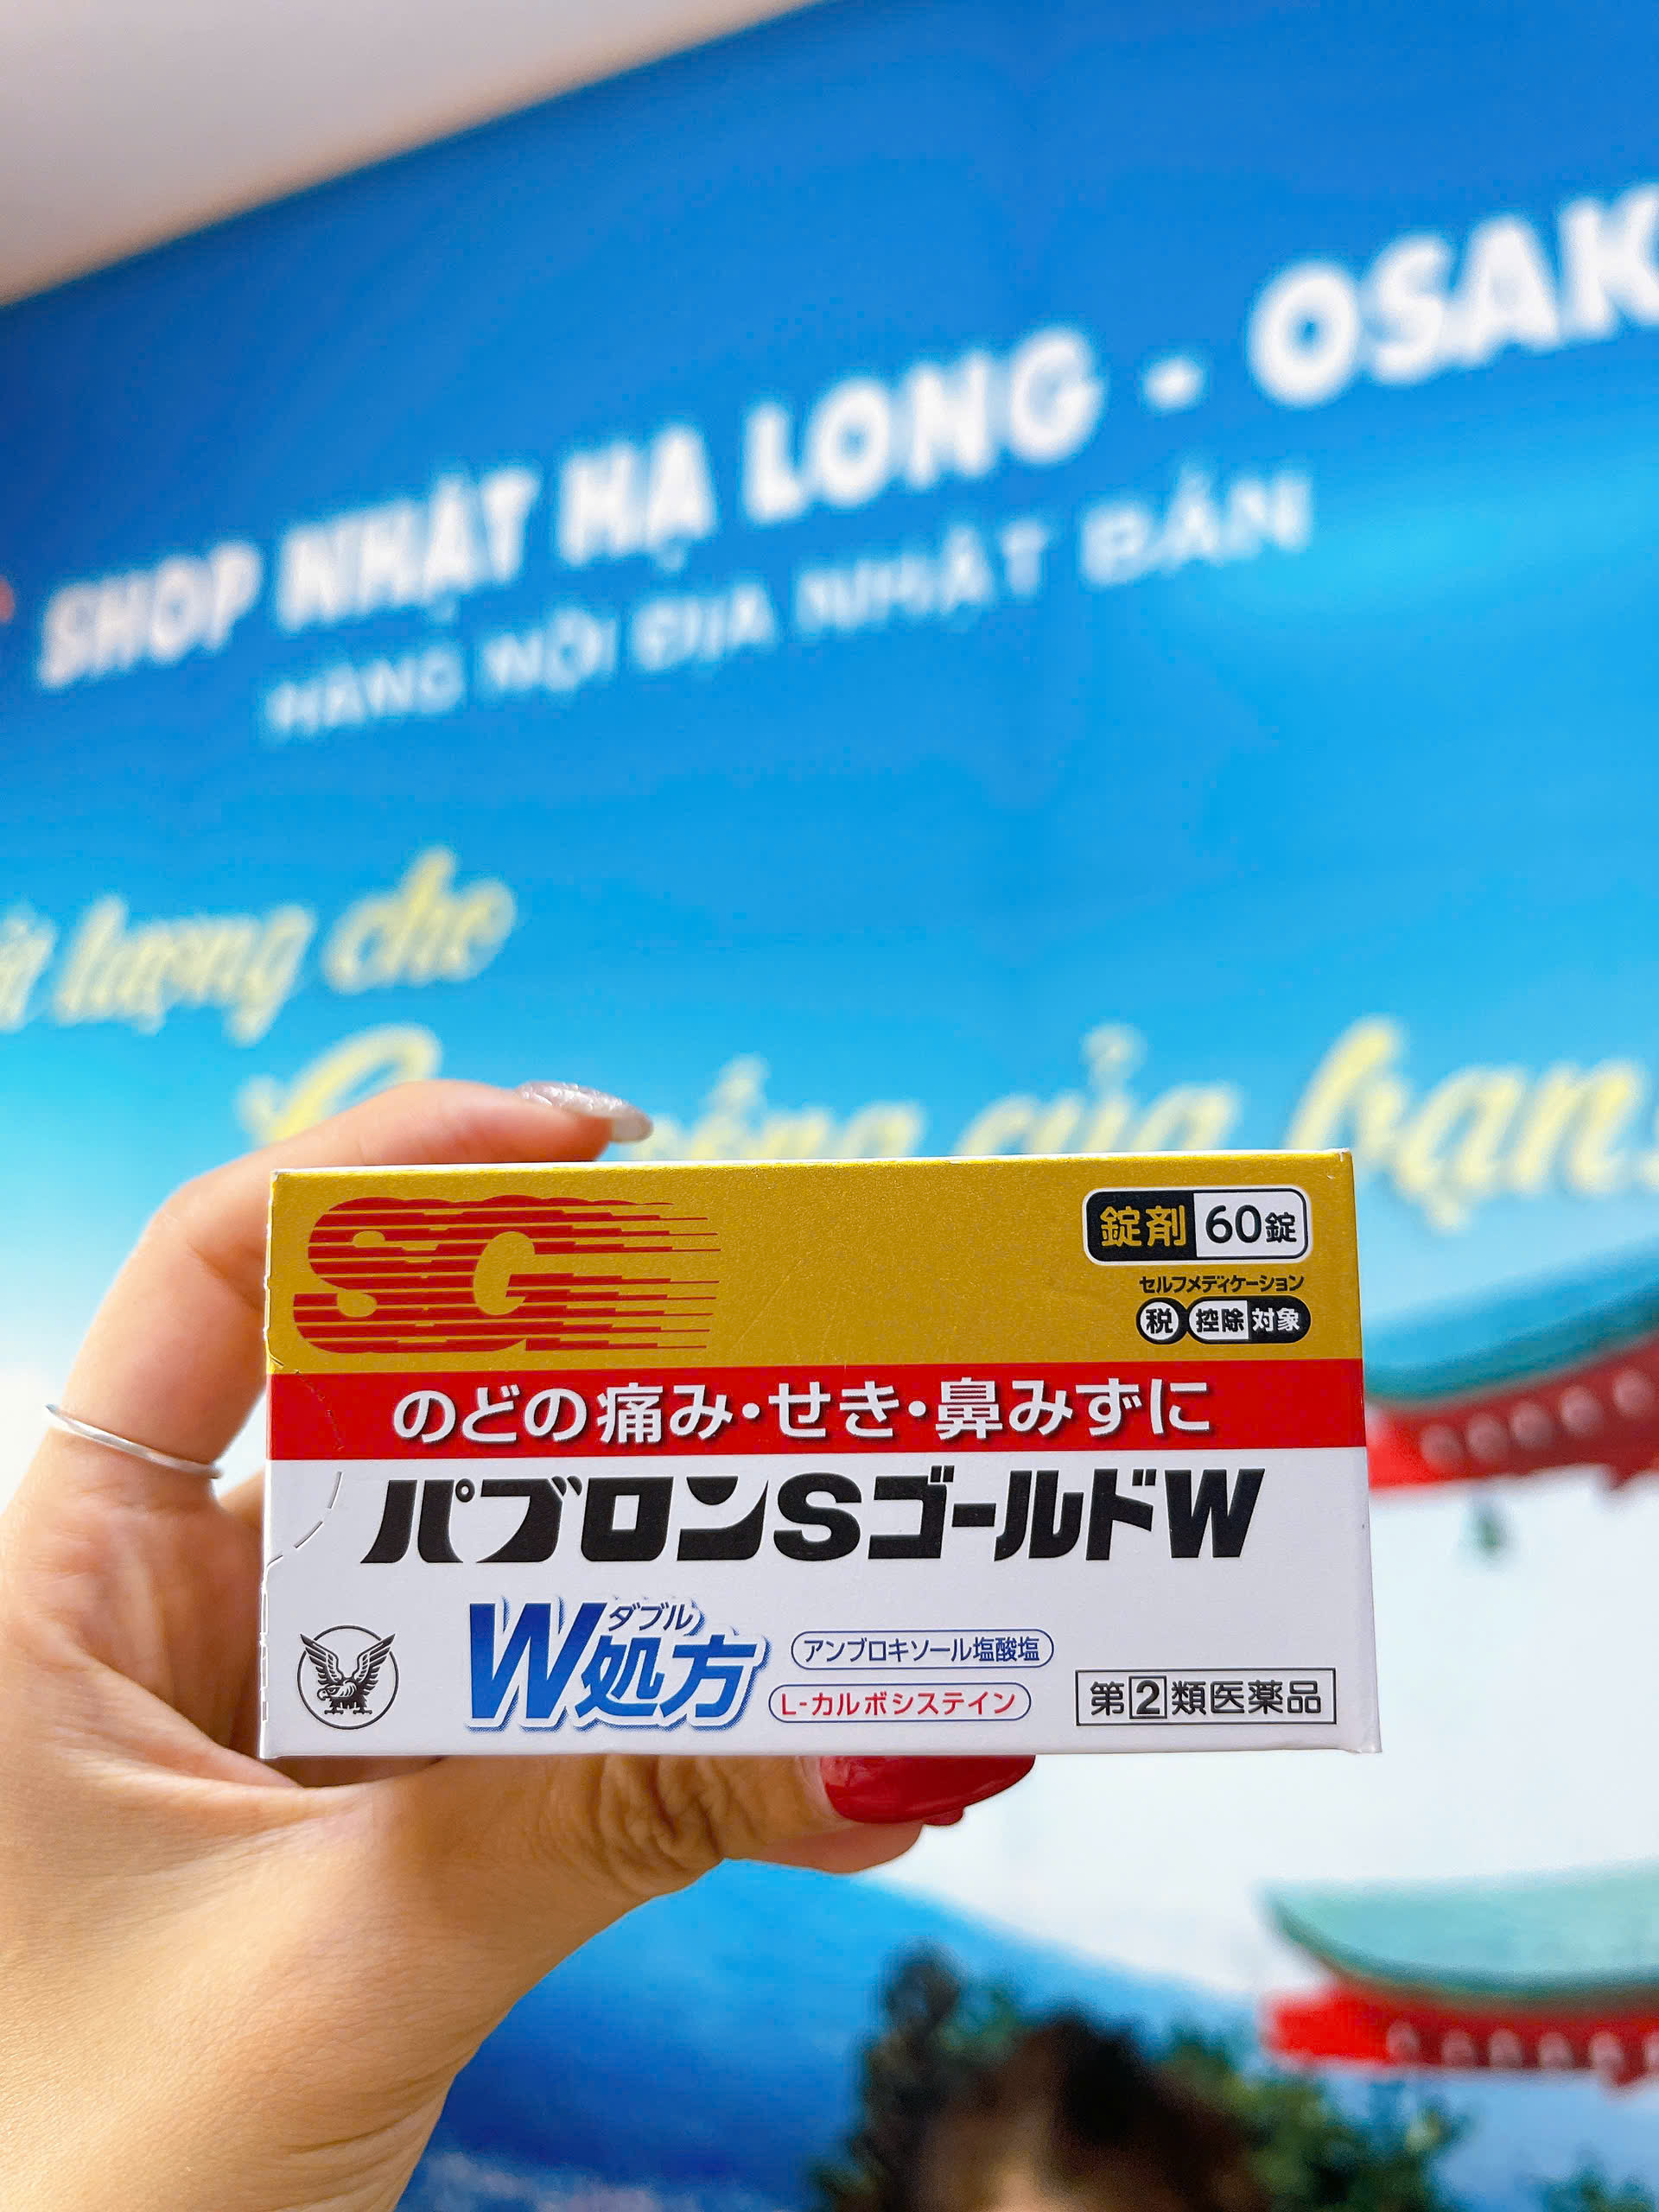 SHOP NHẬT HẠ LONG - OSAK
HÀNG NỘI ĐỊA NHẬT BẢN
lượng cho
của bạn.
SG
錠剤 60錠
セルフメディケーション
税 控除 対象
のどの痛み・せき・鼻みずに
パブロンSゴールドW
W処方
ダブル
アンブロキソール塩酸塩
L-カルボシステイン
第2類医薬品